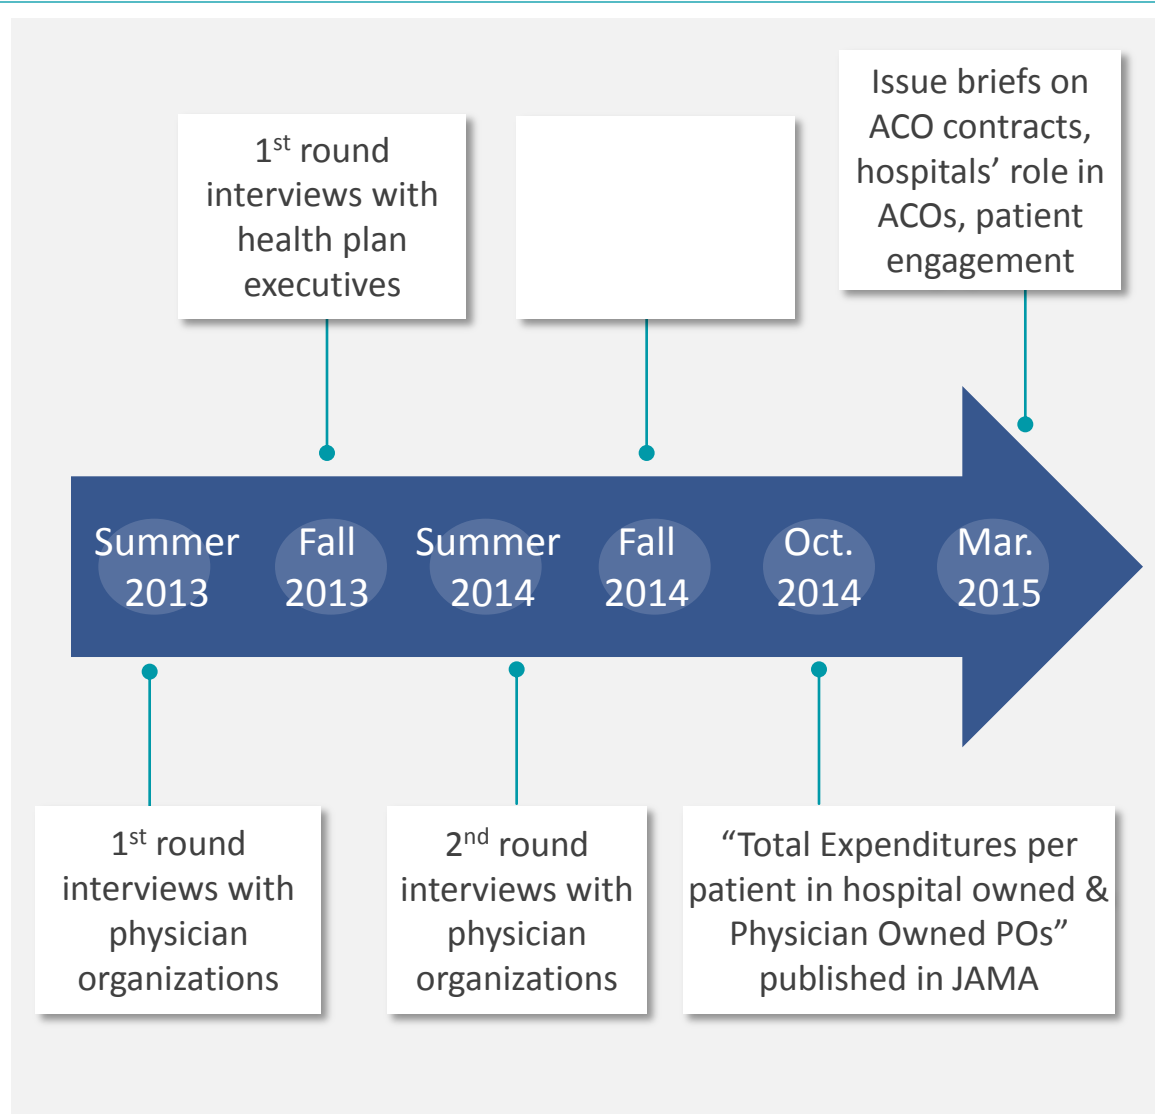 1st round
interviews with
health plan
executives
Issue briefs on
ACO contracts,
hospitals’ role in
ACOs, patient
engagement
Summer
2013
Fall
2013
Summer
2014
Fall
2014
Oct.
2014
Mar.
2015
1st round
interviews with
physician
organizations
2nd round
interviews with
physician
organizations
“Total Expenditures per
patient in hospital owned &
Physician Owned POs”
published in JAMA